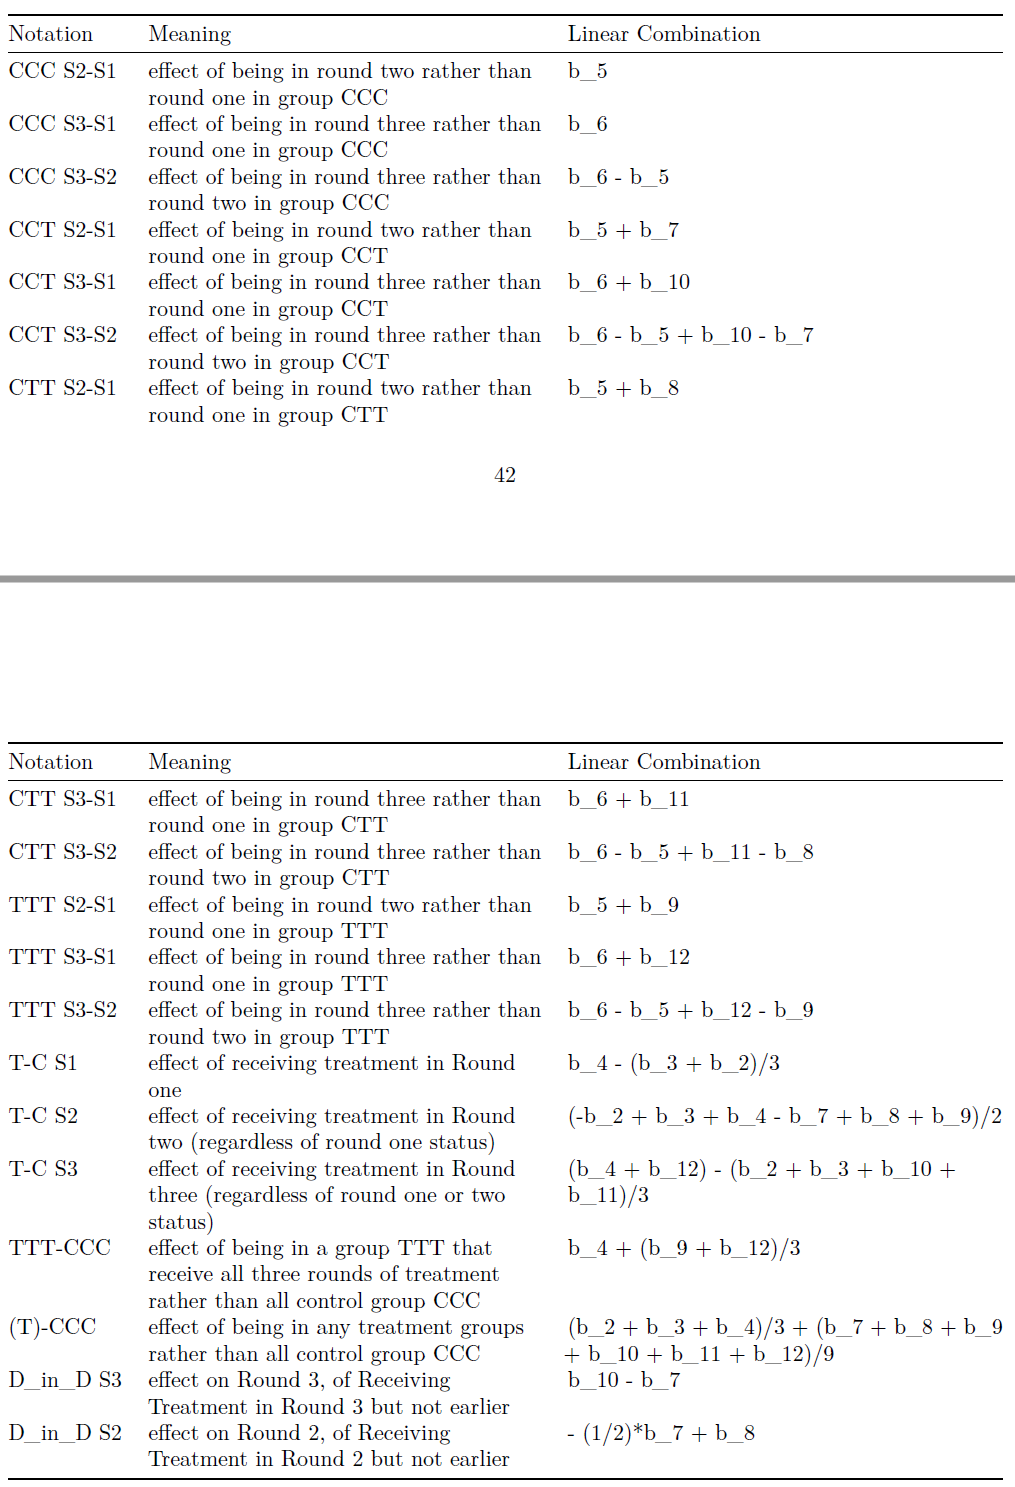 Notation Meaning Linear Combination
CCC S2-S1 effect of being in round two rather than b_5
round one in group CCC
CCC S3-S1 effect of being in round three rather than b_6
round one in group CCC
CCC S3-S2 effect of being in round three rather than b_6 - b_5
round two in group CCC
CCT S2-S1 effect of being in round two rather than b_5 + b_7
round one in group CCT
CCT S3-S1 effect of being in round three rather than b_6 + b_10
round one in group CCT
CCT S3-S2 effect of being in round three rather than b_6 - b_5 + b_10 - b_7
round two in group CCT
CTT S2-S1 effect of being in round two rather than b_5 + b_8
round one in group CTT
42
Notation Meaning Linear Combination
CTT S3-S1 effect of being in round three rather than b_6 + b_11
round one in group CTT
CTT S3-S2 effect of being in round three rather than b_6 - b_5 + b_11 - b_8
round two in group CTT
TTT S2-S1 effect of being in round two rather than b_5 + b_9
round one in group TTT
TTT S3-S1 effect of being in round three rather than b_6 + b_12
round one in group TTT
TTT S3-S2 effect of being in round three rather than b_6 - b_5 + b_12 - b_9
round two in group TTT
T-C S1 effect of receiving treatment in Round b_4 - (b_3 + b_2)/3
one
T-C S2 effect of receiving treatment in Round (-b_2 + b_3 + b_4 - b_7 + b_8 + b_9)/2
two (regardless of round one status)
T-C S3 effect of receiving treatment in Round (b_4 + b_12) - (b_2 + b_3 + b_10 +
three (regardless of round one or two b_11)/3
status)
TTT-CCC effect of being in a group TTT that b_4 + (b_9 + b_12)/3
receive all three rounds of treatment
rather than all control group CCC
(T)-CCC effect of being in any treatment groups (b_2 + b_3 + b_4)/3 + (b_7 + b_8 + b_9
rather than all control group CCC + b_10 + b_11 + b_12)/9
D_in_D S3 effect on Round 3, of Receiving b_10 - b_7
Treatment in Round 3 but not earlier
D_in_D S2 effect on Round 2, of Receiving - (1/2)*b_7 + b_8
Treatment in Round 2 but not earlier